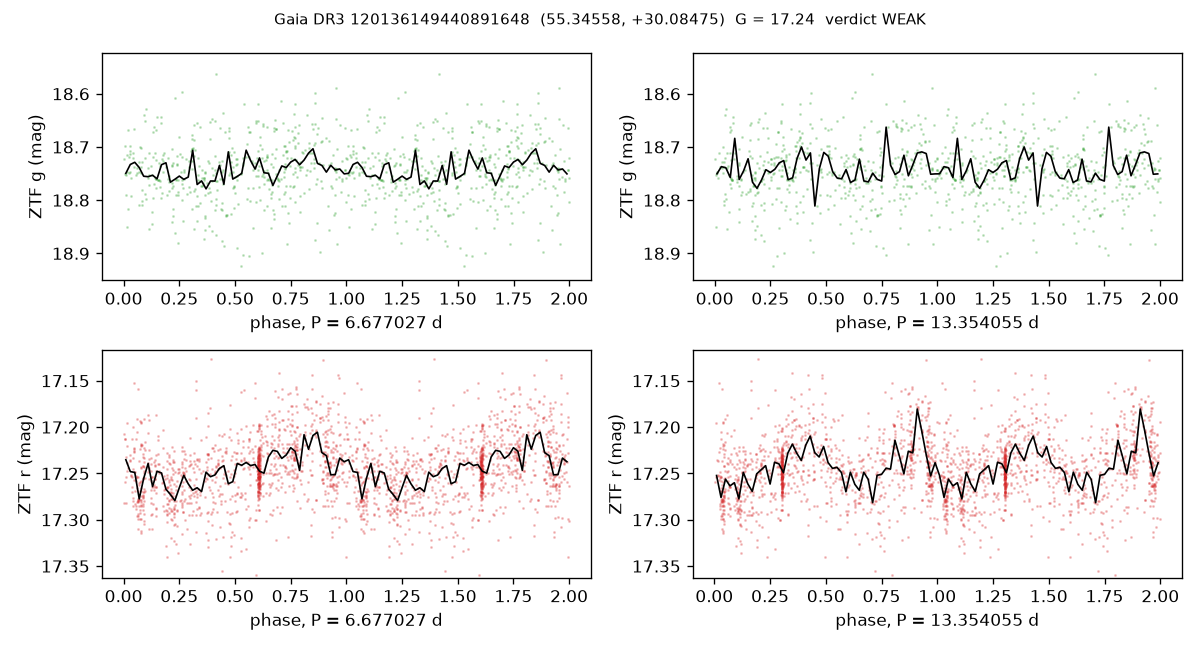 Gaia DR3 120136149440891648 (55.34558, +30.08475) G = 17.24 verdict WEAK
ZTF g (mag)
18.6
18.7
18.8
18.9
0.00 0.25 0.50 0.75 1.00 1.25 1.50 1.75 2.00
phase, P = 6.677027 d
ZTF g (mag)
18.6
18.7
18.8
18.9
0.00 0.25 0.50 0.75 1.00 1.25 1.50 1.75 2.00
phase, P = 13.354055 d
ZTF r (mag)
17.15
17.20
17.25
17.30
17.35
0.00 0.25 0.50 0.75 1.00 1.25 1.50 1.75 2.00
phase, P = 6.677027 d
ZTF r (mag)
17.15
17.20
17.25
17.30
17.35
0.00 0.25 0.50 0.75 1.00 1.25 1.50 1.75 2.00
phase, P = 13.354055 d